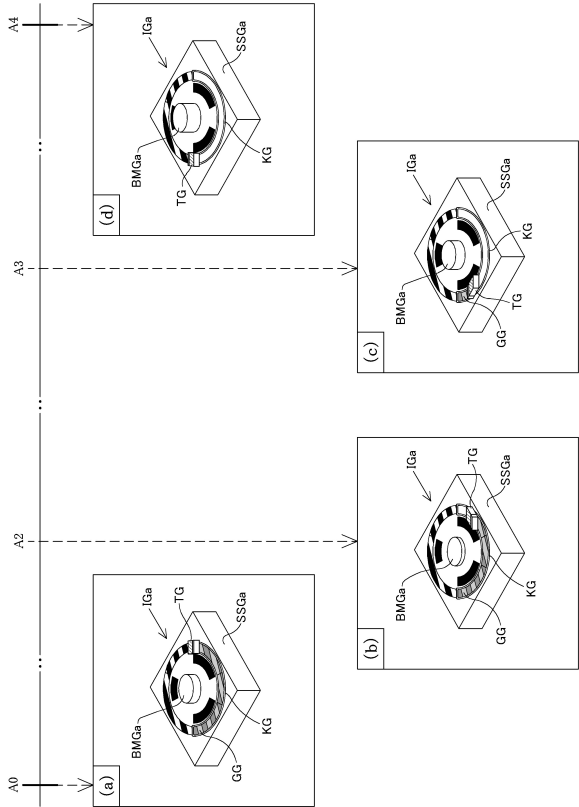 A0
A2
A3
A4
...
...
...
(a)
BMGa
IGa
TG
SSGa
KG
GG
(b)
BMGa
IGa
TG
SSGa
KG
GG
(c)
BMGa
IGa
SSGa
KG
TG
GG
(d)
BMGa
IGa
SSGa
TG
KG